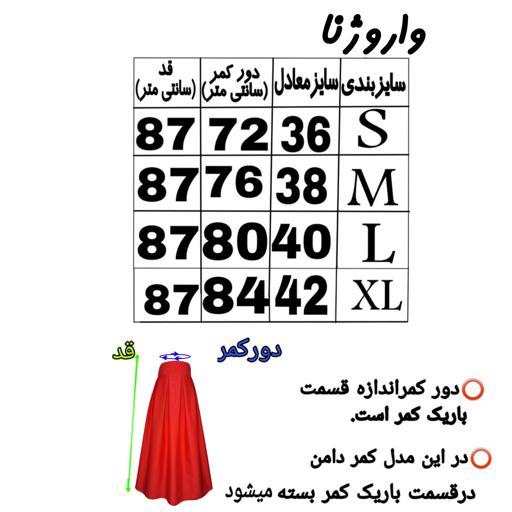 واروژنا
سایزبندی سایز معادل دور کمر (سانتی متر) قد (سانتی متر)
S 36 72 87
M 38 76 87
L 40 80 87
XL 42 84 87
دورکمر قد
دور کمراندازه قسمت
باریک کمر است.
در این مدل کمر دامن
درقسمت باریک کمر بسته میشود